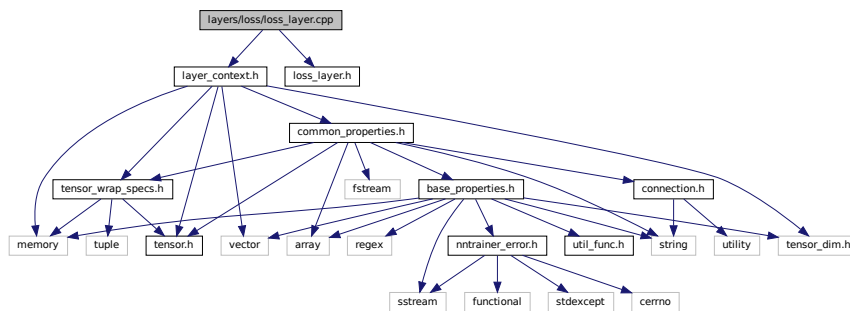 layers/loss/loss_layer.cpp
layer_context.h
loss_layer.h
common_properties.h
tensor_wrap_specs.h
fstream
base_properties.h
connection.h
memory
tuple
tensor.h
vector
array
regex
nntrainer_error.h
util_func.h
string
utility
tensor_dim.h
sstream
functional
stdexcept
cerrno